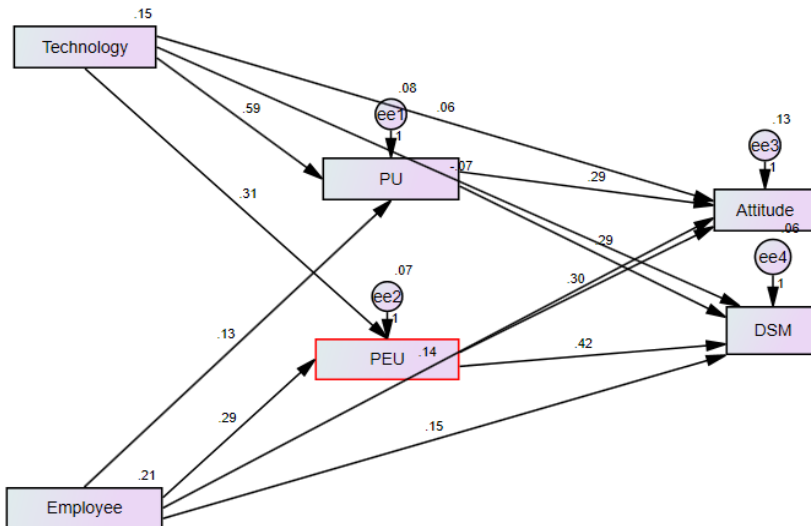 .15
Technology
.08
.06
.59
ee1
1
.13
ee3
1
PU
-.07
.29
.31
Attitude
.06
.29
ee4
1
.30
.07
ee2
1
DSM
.13
PEU
.14
.42
.29
.15
.21
Employee